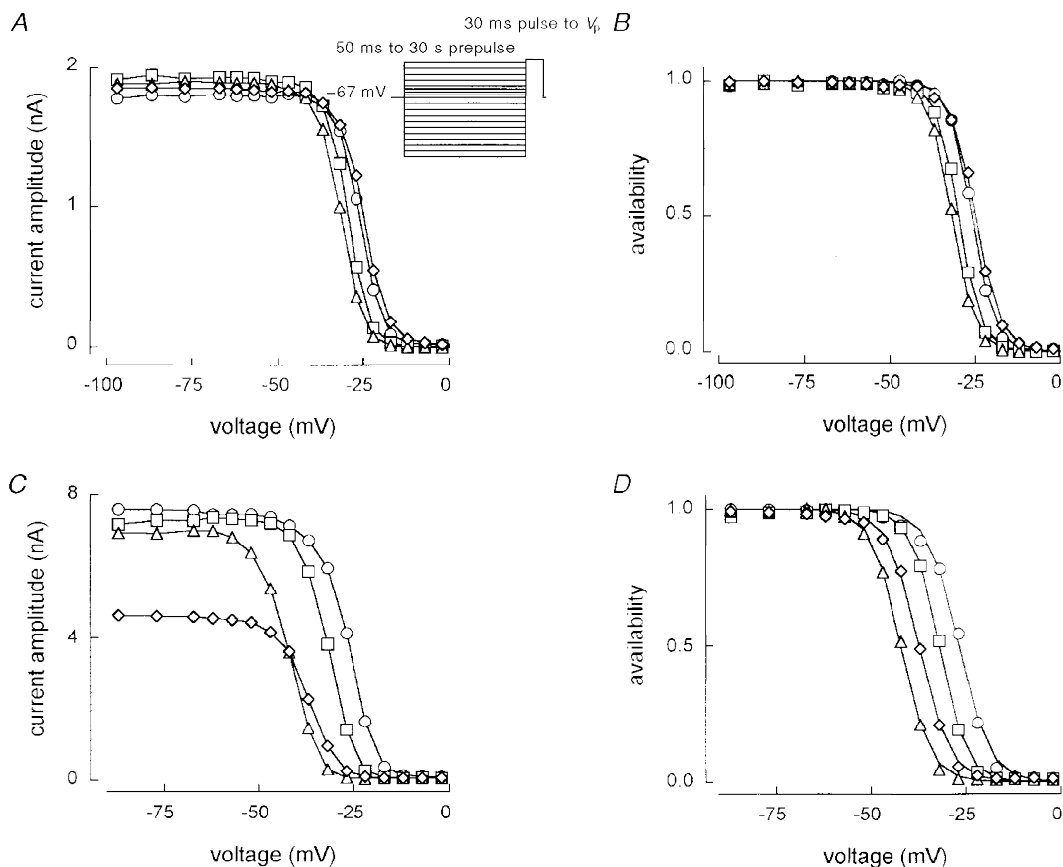 A
30 ms pulse to Vp
50 ms to 30 s prepulse
-67 mV
2
1
0
current amplitude (nA)
-100 -75 -50 -25 0
voltage (mV)
B
1.0
0.5
0.0
availability
-100 -75 -50 -25 0
voltage (mV)
C
8
4
0
current amplitude (nA)
-75 -50 -25 0
voltage (mV)
D
1.0
0.5
0.0
availability
-75 -50 -25 0
voltage (mV)